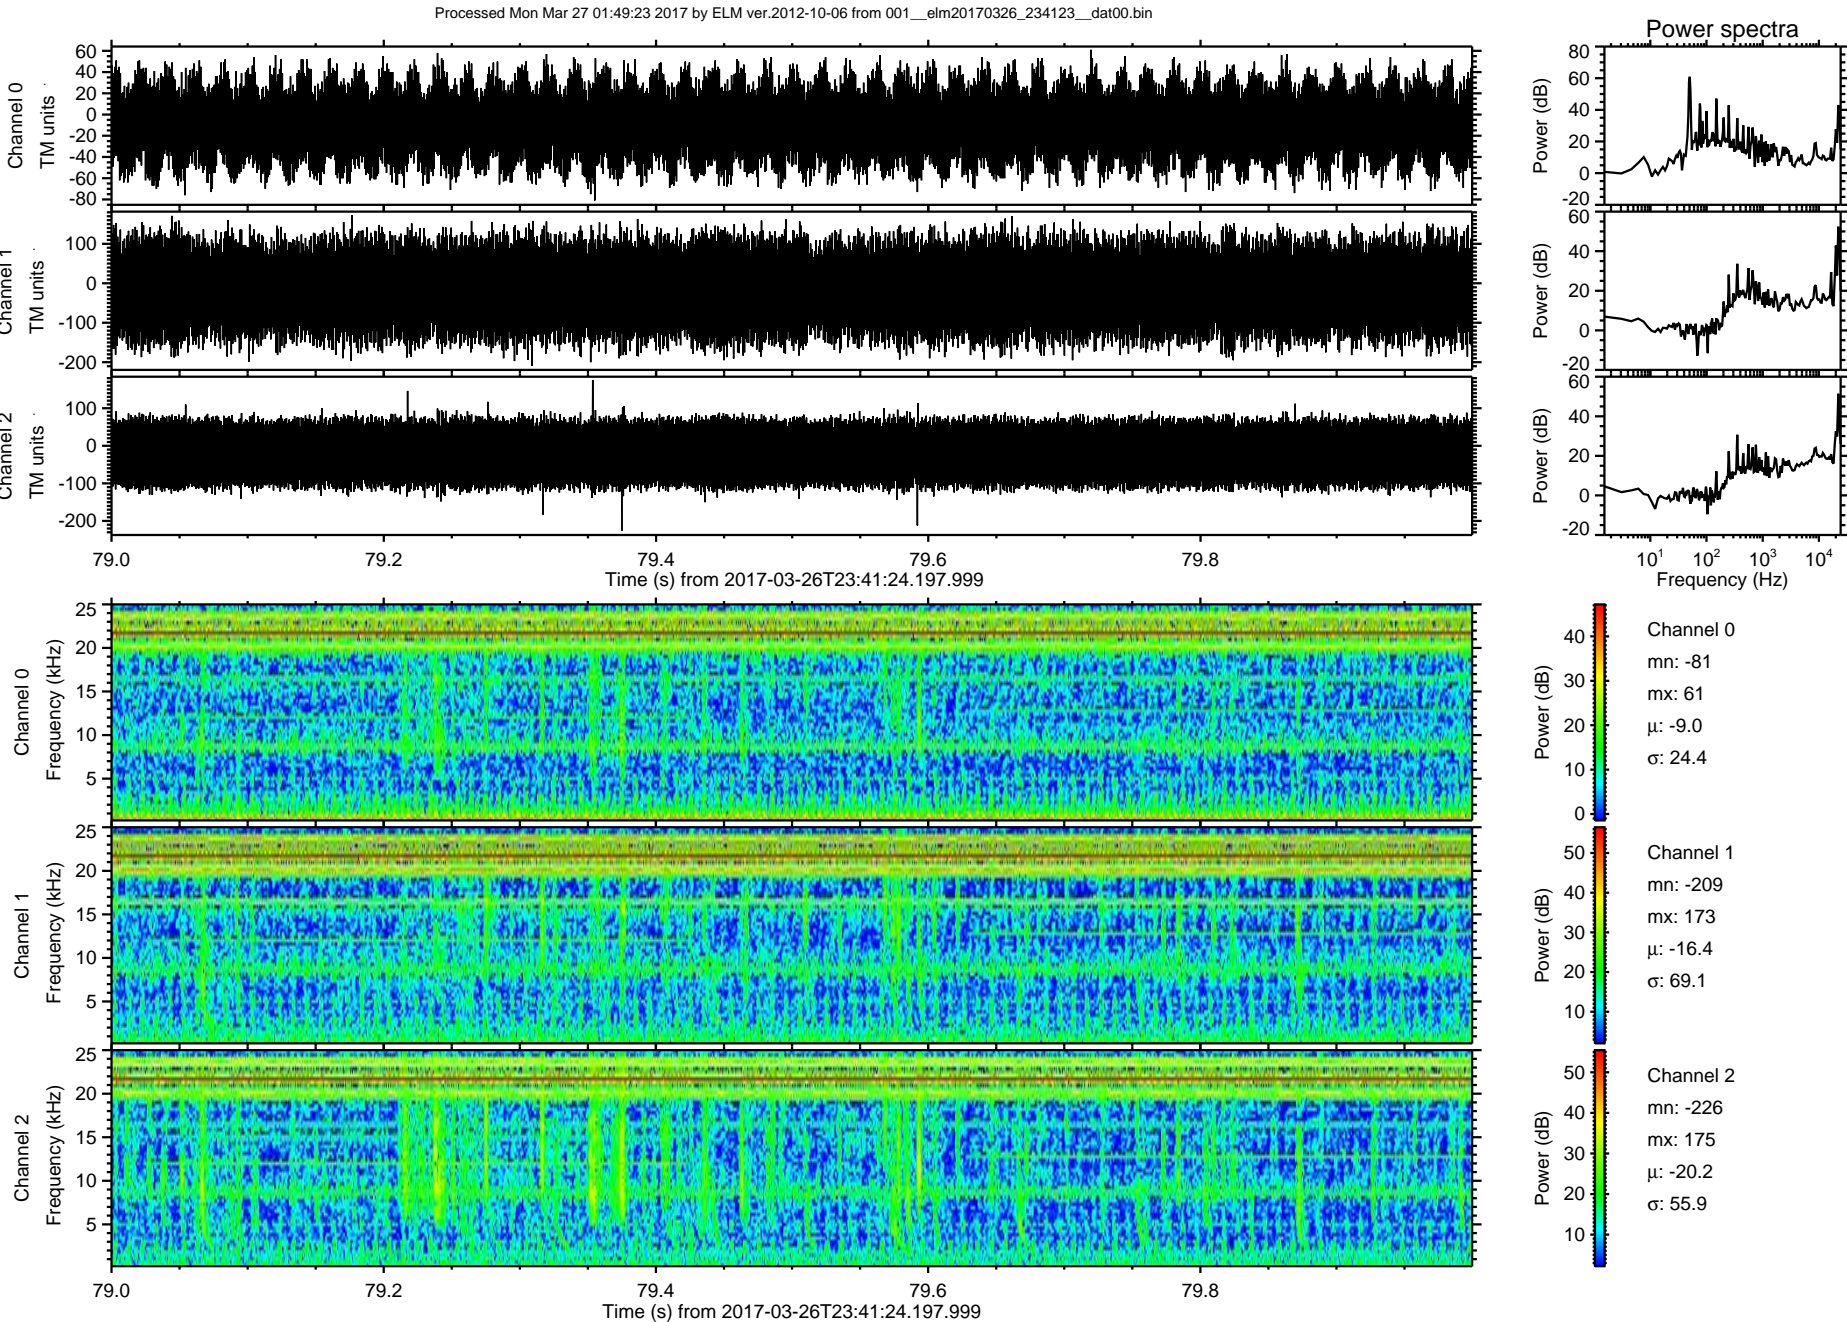 Processed Mon Mar 27 01:49:23 2017 by ELM ver.2012-10-06 from 001__elm20170326_234123__dat00.bin
Power spectra
Channel 0
TM units
60
40
20
0
-20
-40
-60
-80
Power (dB)
80
60
40
20
0
-20
Channel 1
TM units
100
0
-100
-200
Power (dB)
60
40
20
0
-20
Channel 2
TM units
100
0
-100
-200
Power (dB)
60
40
20
0
-20
79.0 79.2 79.4 79.6 79.8
Time (s) from 2017-03-26T23:41:24.197.999
10^1 10^2 10^3 10^4
Frequency (Hz)
Channel 0
Frequency (kHz)
25
20
15
10
5
Power (dB)
40
30
20
10
0
Channel 0
mn: -81
mx: 61
μ: -9.0
σ: 24.4
Channel 1
Frequency (kHz)
25
20
15
10
5
Power (dB)
50
40
30
20
10
Channel 1
mn: -209
mx: 173
μ: -16.4
σ: 69.1
Channel 2
Frequency (kHz)
25
20
15
10
5
Power (dB)
50
40
30
20
10
Channel 2
mn: -226
mx: 175
μ: -20.2
σ: 55.9
79.0 79.2 79.4 79.6 79.8
Time (s) from 2017-03-26T23:41:24.197.999